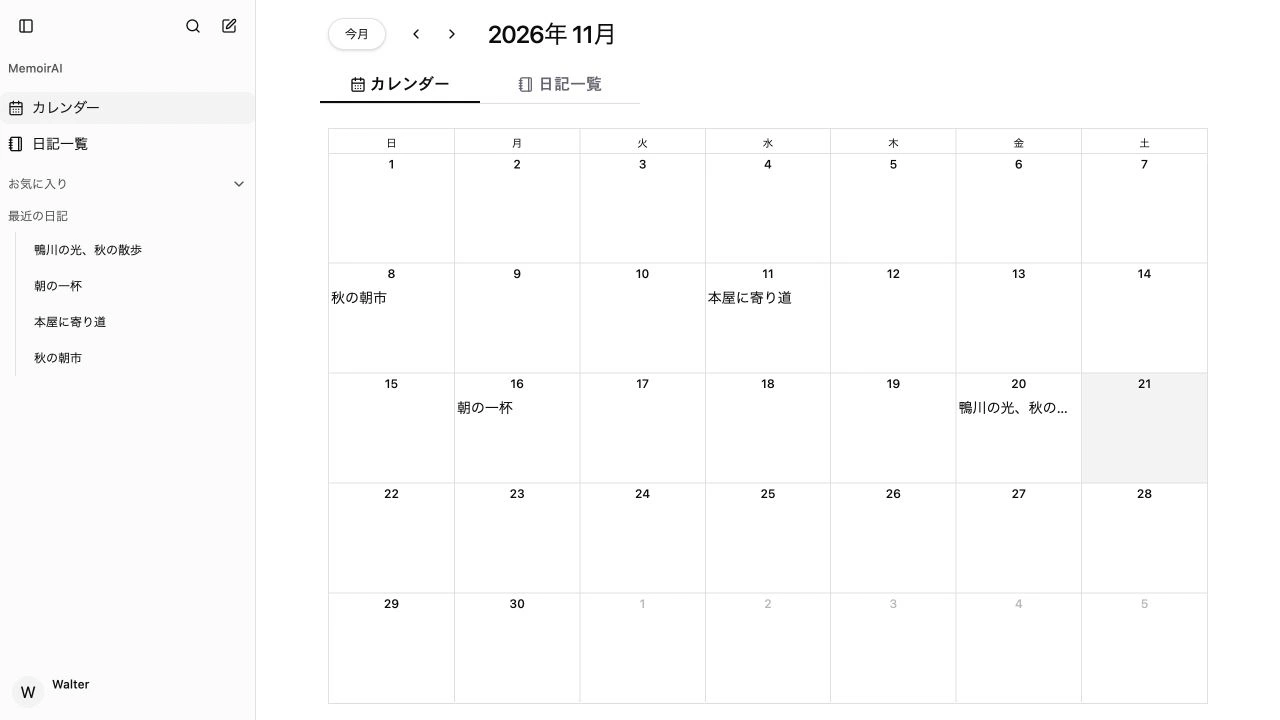 MemoirAI
カレンダー
日記一覧
お気に入り
最近の日記
鴨川の光、秋の散歩
朝の一杯
本屋に寄り道
秋の朝市
W
Walter
今月
2026年 11月
カレンダー
日記一覧
日 月 火 水 木 金 土
1 2 3 4 5 6 7
8 9 10 11 12 13 14
秋の朝市 本屋に寄り道
15 16 17 18 19 20 21
朝の一杯 鴨川の光、秋の...
22 23 24 25 26 27 28
29 30 1 2 3 4 5